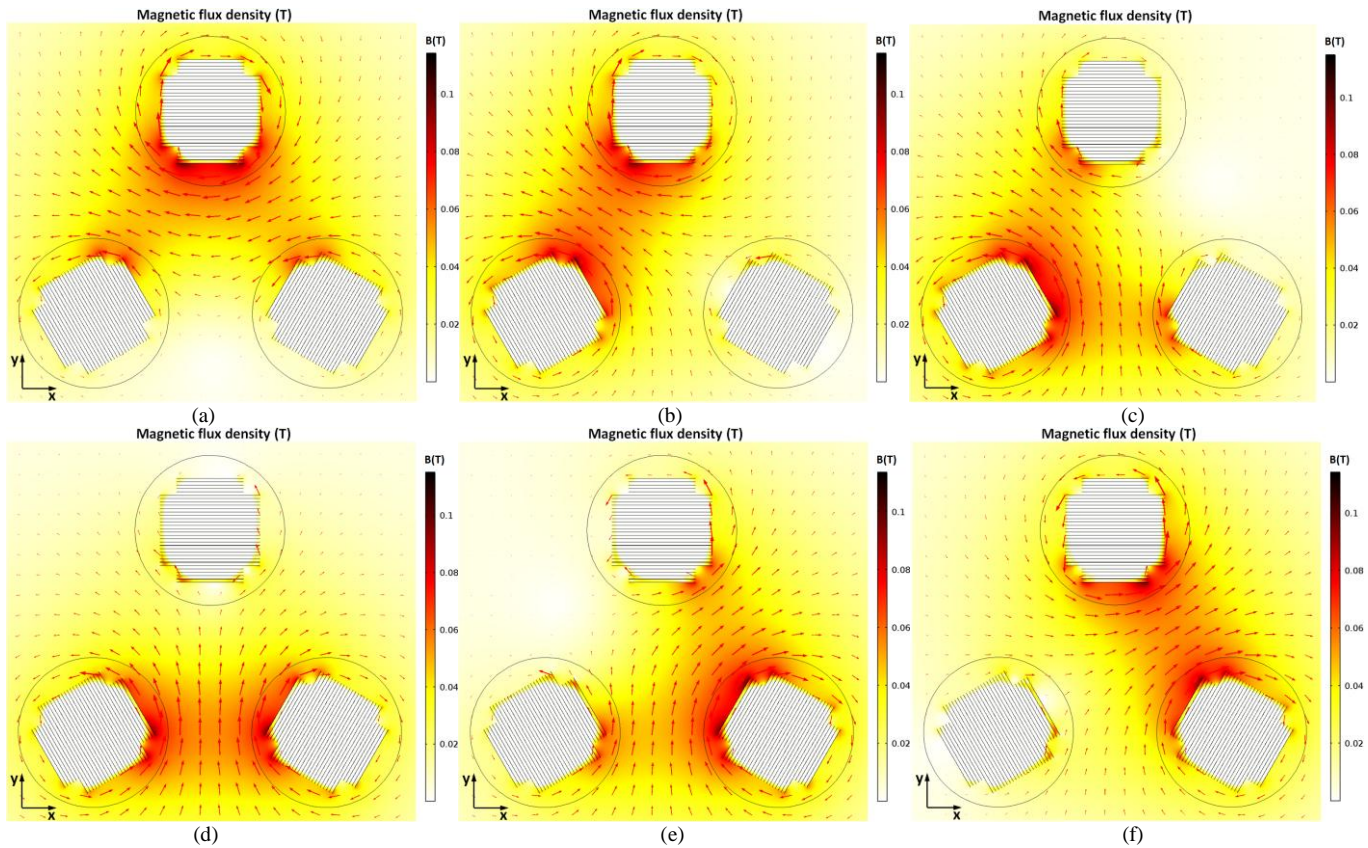 Magnetic flux density (T)
B(T)
0.1
0.08
0.06
0.04
0.02
y
x
(a)
Magnetic flux density (T)
B(T)
0.1
0.08
0.06
0.04
0.02
y
x
(b)
Magnetic flux density (T)
B(T)
0.1
0.08
0.06
0.04
0.02
y
x
(c)
Magnetic flux density (T)
B(T)
0.1
0.08
0.06
0.04
0.02
y
x
(d)
Magnetic flux density (T)
B(T)
0.1
0.08
0.06
0.04
0.02
y
x
(e)
Magnetic flux density (T)
B(T)
0.1
0.08
0.06
0.04
0.02
y
x
(f)